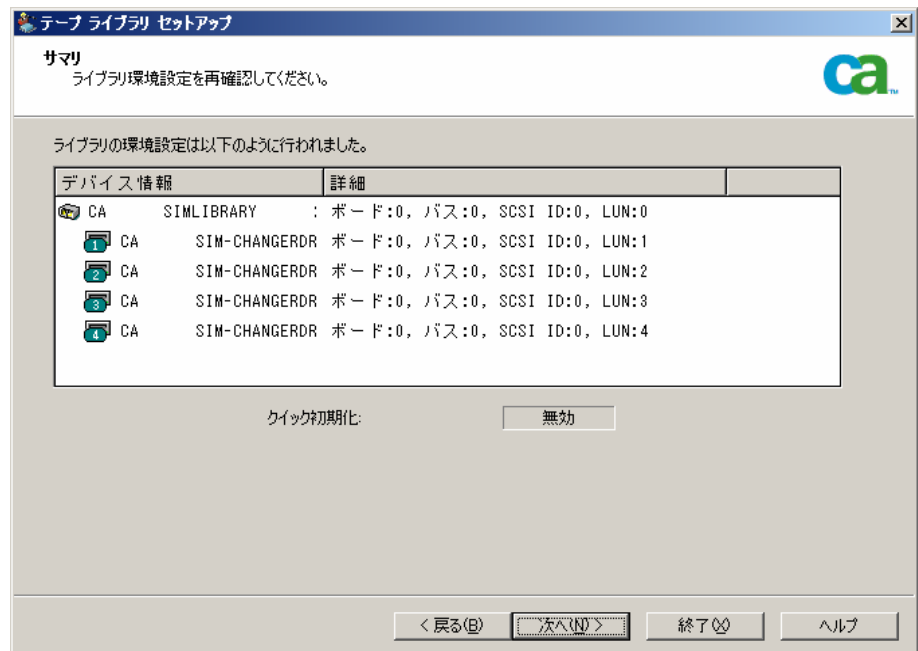 テープ ライブラリ セットアップ
サマリ
ライブラリ環境設定を再確認してください。
ca
TM
ライブラリの環境設定は以下のように行われました。
デバイス情報 詳細
CA SIMLIBRARY : ボード:0, バス:0, SCSI ID:0, LUN:0
1 CA SIM-CHANGERDR ボード:0, バス:0, SCSI ID:0, LUN:1
2 CA SIM-CHANGERDR ボード:0, バス:0, SCSI ID:0, LUN:2
3 CA SIM-CHANGERDR ボード:0, バス:0, SCSI ID:0, LUN:3
4 CA SIM-CHANGERDR ボード:0, バス:0, SCSI ID:0, LUN:4
クイック初期化: 無効
< 戻る(B) 次へ(N) > 終了(X) ヘルプ